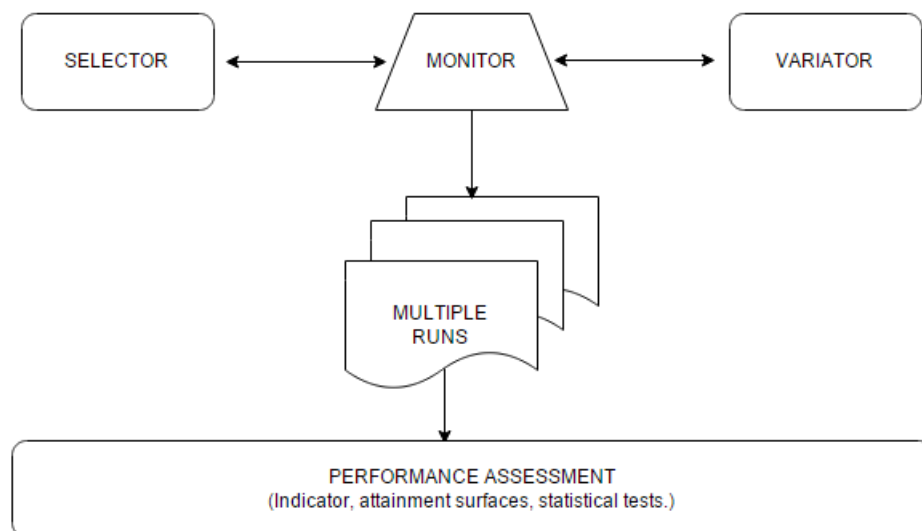 SELECTOR
MONITOR
VARIATOR
MULTIPLE
RUNS
PERFORMANCE ASSESSMENT
(Indicator, attainment surfaces, statistical tests.)